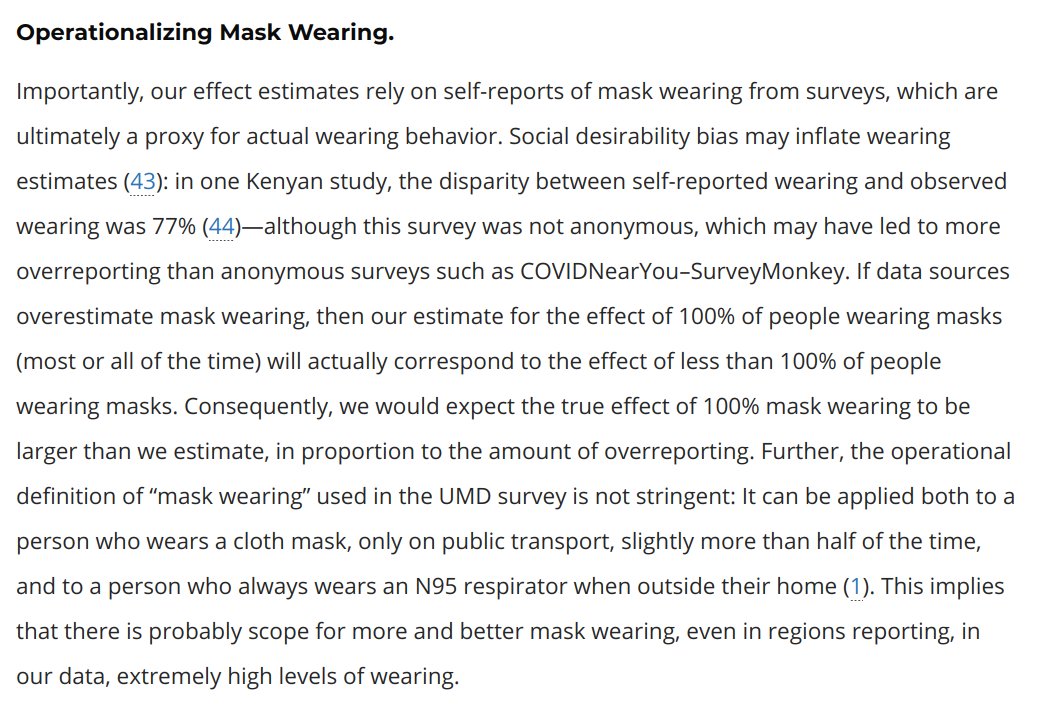 Operationalizing Mask Wearing.
Importantly, our effect estimates rely on self-reports of mask wearing from surveys, which are
ultimately a proxy for actual wearing behavior. Social desirability bias may inflate wearing
estimates (43): in one Kenyan study, the disparity between self-reported wearing and observed
wearing was 77% (44)—although this survey was not anonymous, which may have led to more
overreporting than anonymous surveys such as COVIDNearYou–SurveyMonkey. If data sources
overestimate mask wearing, then our estimate for the effect of 100% of people wearing masks
(most or all of the time) will actually correspond to the effect of less than 100% of people
wearing masks. Consequently, we would expect the true effect of 100% mask wearing to be
larger than we estimate, in proportion to the amount of overreporting. Further, the operational
definition of “mask wearing” used in the UMD survey is not stringent: It can be applied both to a
person who wears a cloth mask, only on public transport, slightly more than half of the time,
and to a person who always wears an N95 respirator when outside their home (1). This implies
that there is probably scope for more and better mask wearing, even in regions reporting, in
our data, extremely high levels of wearing.